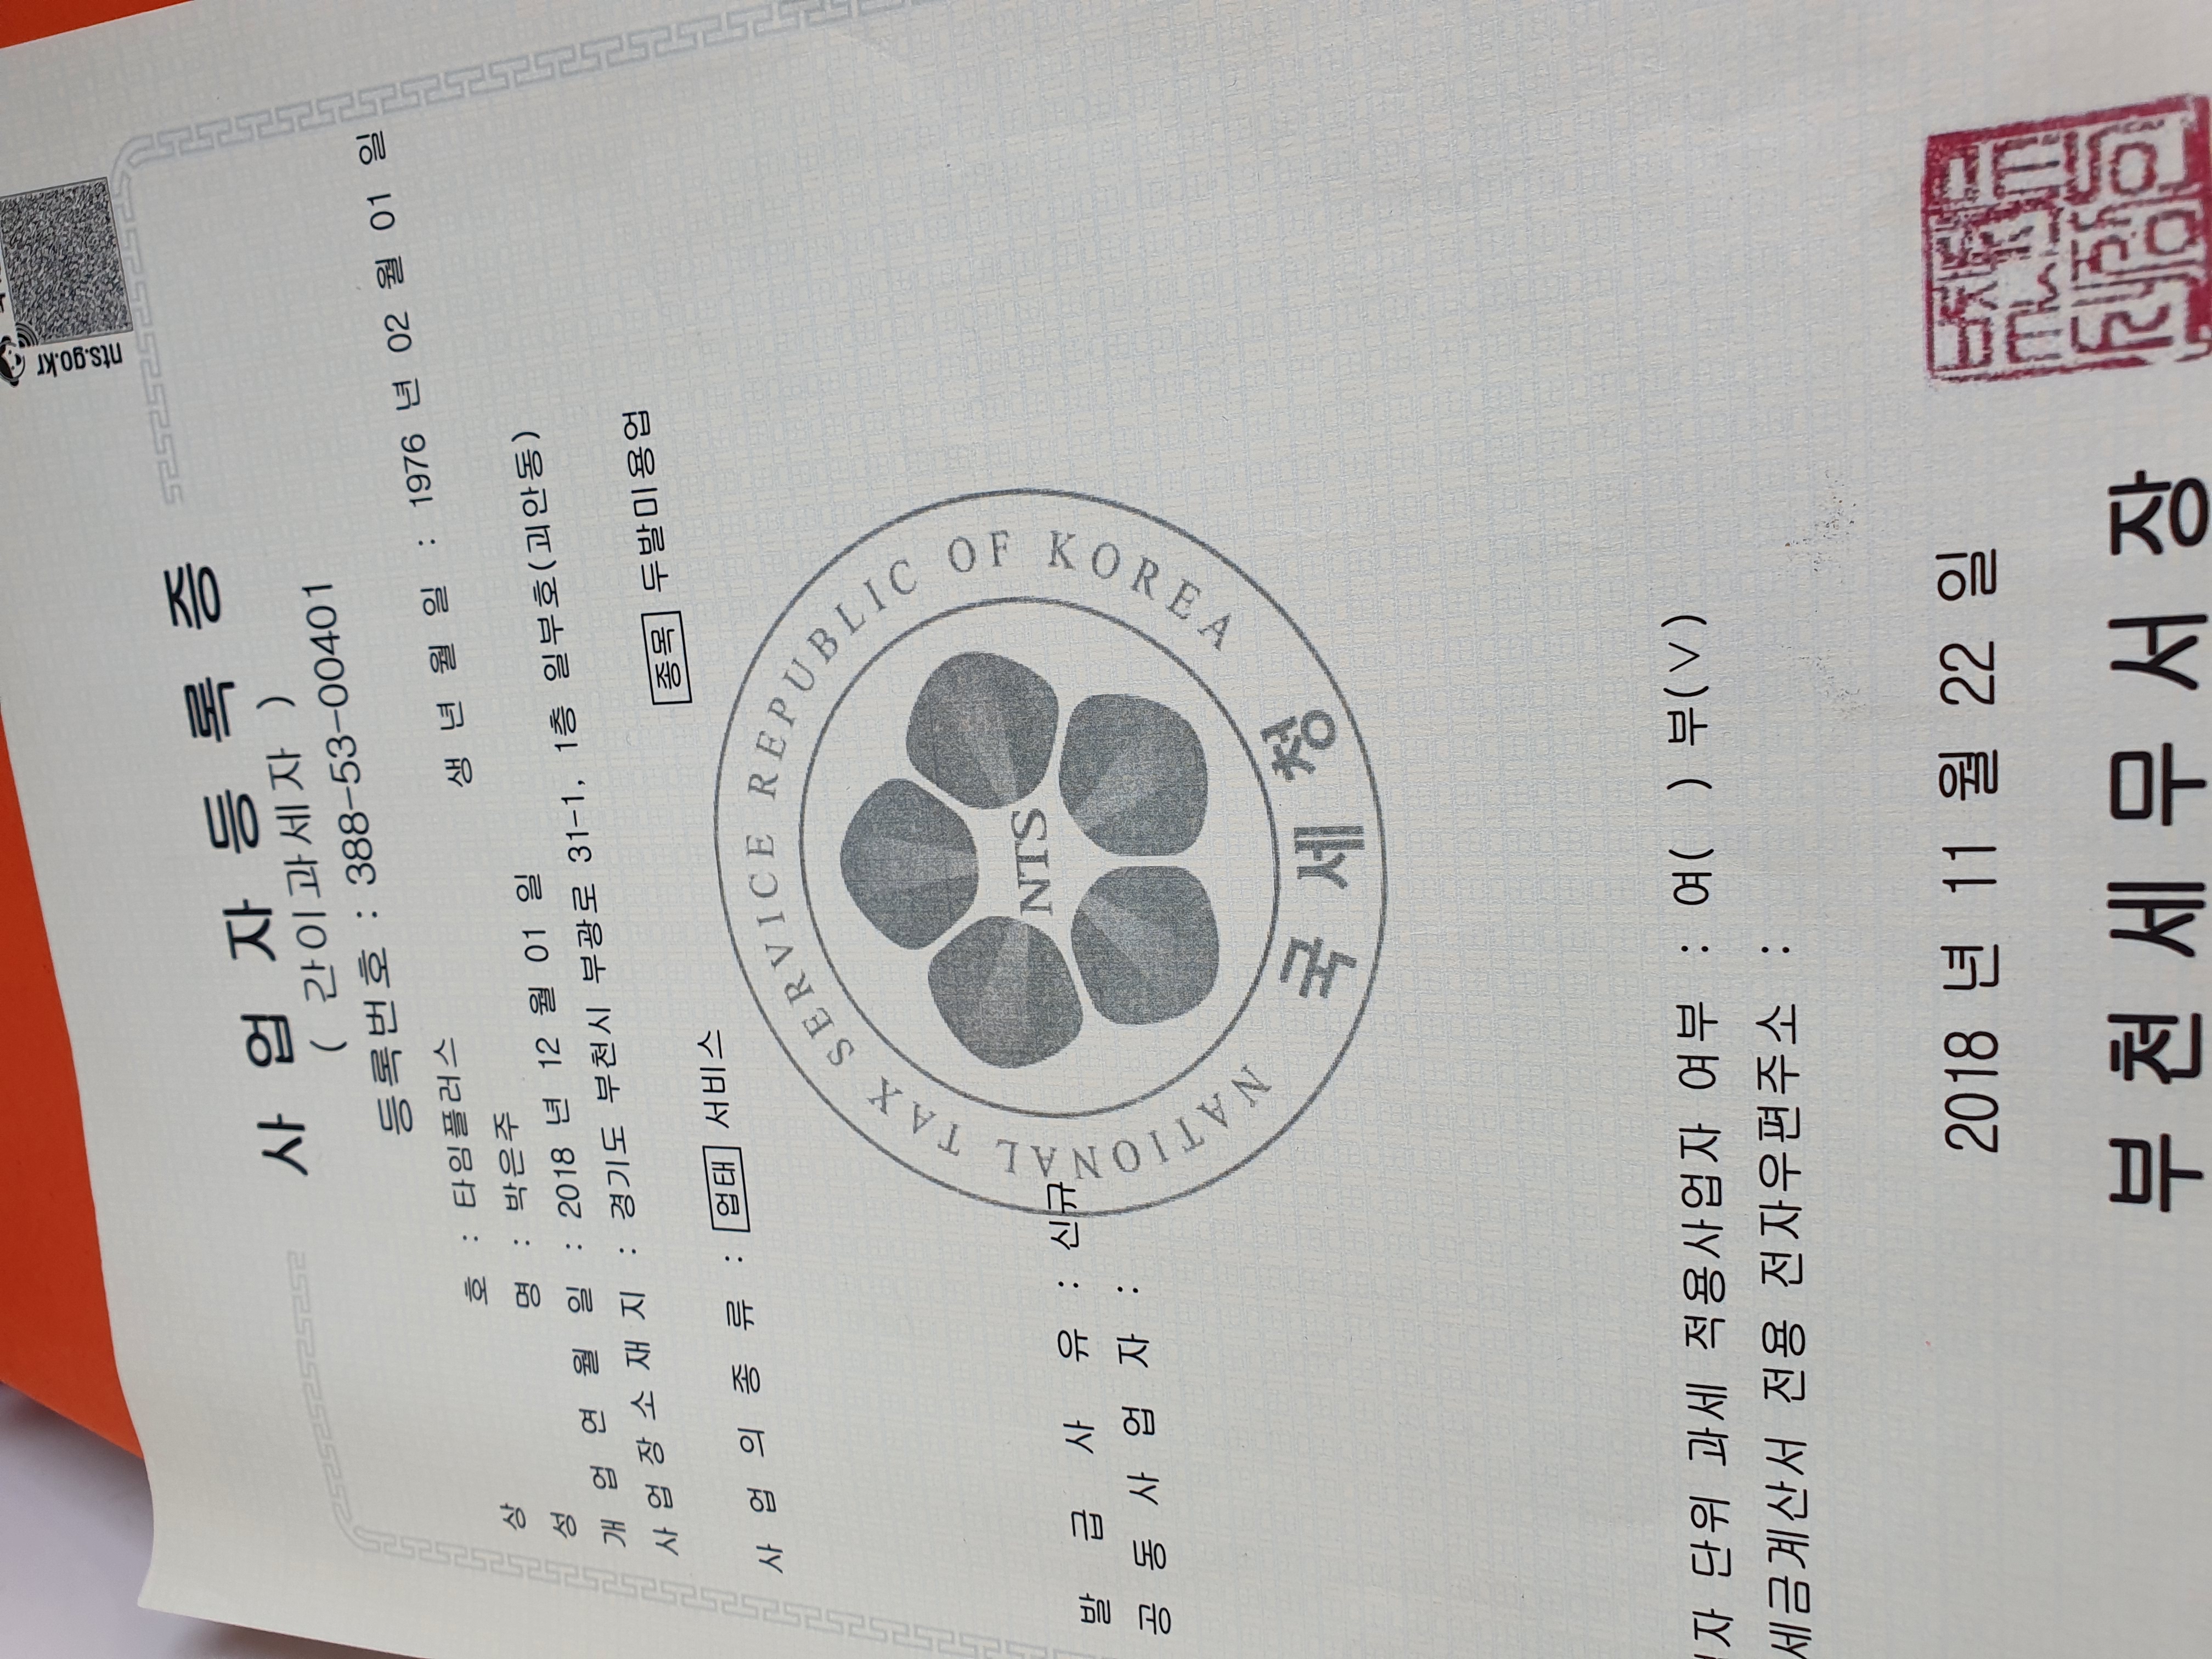 nts.go.kr
사 업 자 등 록 증
( 간이과세자 )
등록번호 : 388-53-00401
상 호 : 타임플러스 생 년 월 일 : 1976 년 02 월 01 일
성 명 : 박은주
개 업 연 월 일 : 2018 년 12 월 01 일
사 업 장 소 재 지 : 경기도 부천시 부광로 31-1, 1층 일부호(괴안동)
사 업 의 종 류 : 업태 서비스 종목 두발미용업
NATIONAL TAX SERVICE REPUBLIC OF KOREA
NTS
국세청
발 급 사 유 : 신규
공 동 사 업 자 :
자 단위 과세 적용사업자 여부 : 여( ) 부(V)
세금계산서 전용 전자우편주소 :
2018 년 11 월 22 일
부 천 세 무 서 장